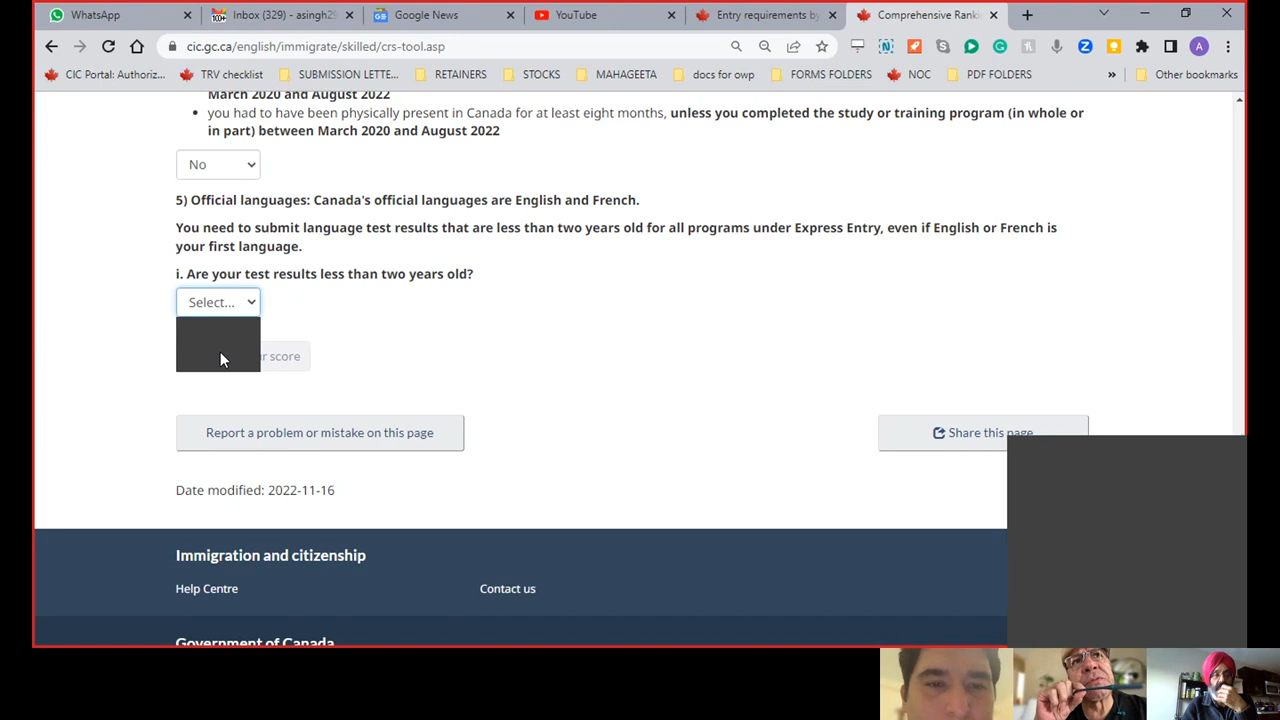 WhatsApp
Inbox (329) - asingh29
Google News
YouTube
Entry requirements by
Comprehensive Rank
cic.gc.ca/english/immigrate/skilled/crs-tool.asp
A
CIC Portal: Authoriz...
TRV checklist
SUBMISSION LETTE...
RETAINERS
STOCKS
MAHAGEETA
docs for owp
FORMS FOLDERS
NOC
PDF FOLDERS
»
Other bookmarks
March 2020 and August 2022
• you had to have been physically present in Canada for at least eight months, unless you completed the study or training program (in whole or
in part) between March 2020 and August 2022
No
5) Official languages: Canada's official languages are English and French.
You need to submit language test results that are less than two years old for all programs under Express Entry, even if English or French is
your first language.
i. Are your test results less than two years old?
Select...
r score
Report a problem or mistake on this page
Share this page
Date modified: 2022-11-16
Immigration and citizenship
Help Centre
Contact us
Government of Canada